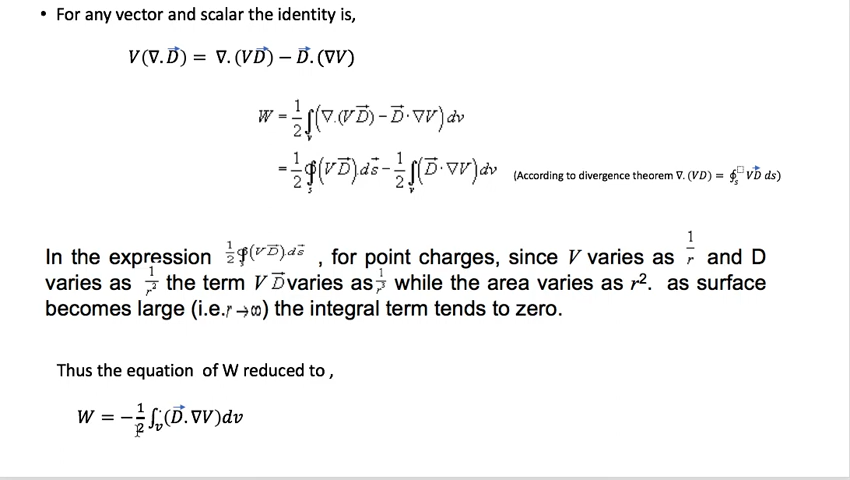 • For any vector and scalar the identity is,
V(∇.D⃗) = ∇.(VD⃗) − D⃗.(∇V)
W = 1/2 ∫v (∇.(VD⃗) − D⃗·∇V) dv
= 1/2 ∮s (VD⃗) ds⃗ − 1/2 ∫v (D⃗·∇V) dv (According to divergence theorem ∇.(VD) = ∮s□ VD⃗ ds)
In the expression 1/2 ∮s (VD⃗).ds⃗ , for point charges, since V varies as 1/r and D
varies as 1/r² the term V D⃗ varies as 1/r³ while the area varies as r². as surface
becomes large (i.e.r → ∞) the integral term tends to zero.
Thus the equation of W reduced to ,
W = −1/2 ∫v (D⃗.∇V)dv